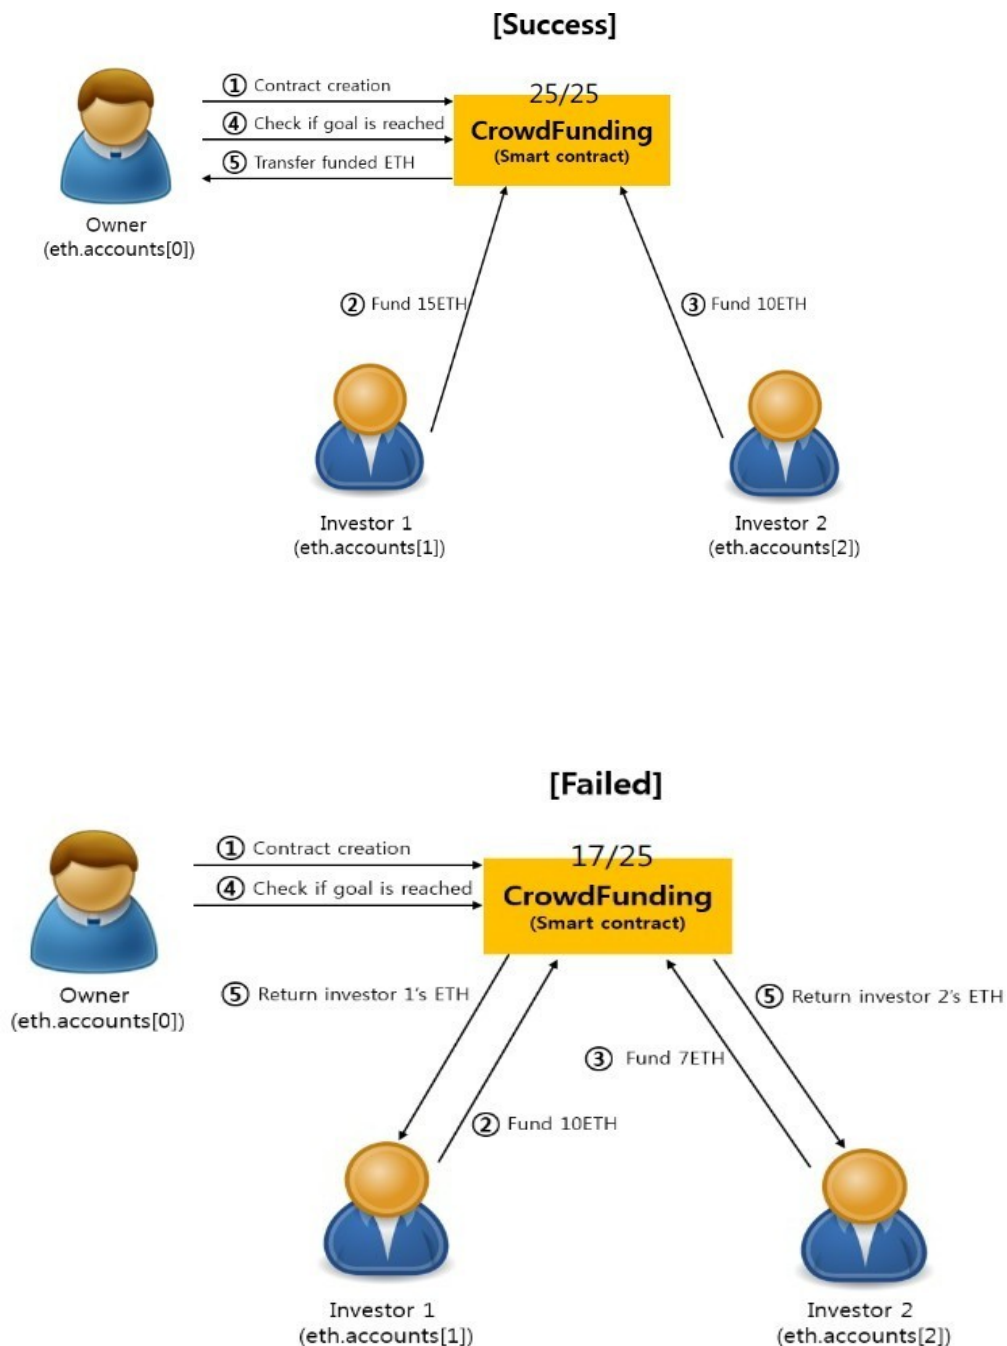 [Success]
① Contract creation
25/25
④ Check if goal is reached
CrowdFunding
(Smart contract)
⑤ Transfer funded ETH
Owner
(eth.accounts[0])
② Fund 15ETH
③ Fund 10ETH
Investor 1
(eth.accounts[1])
Investor 2
(eth.accounts[2])
[Failed]
① Contract creation
17/25
④ Check if goal is reached
CrowdFunding
(Smart contract)
Owner
(eth.accounts[0])
⑤ Return investor 1's ETH
⑤ Return investor 2's ETH
③ Fund 7ETH
② Fund 10ETH
Investor 1
(eth.accounts[1])
Investor 2
(eth.accounts[2])